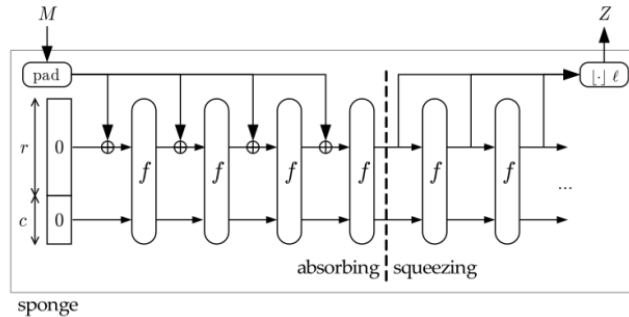 M Z
pad ⌊·⌋ ℓ
r 0 f f f f f f
c 0 ...
absorbing squeezing
sponge